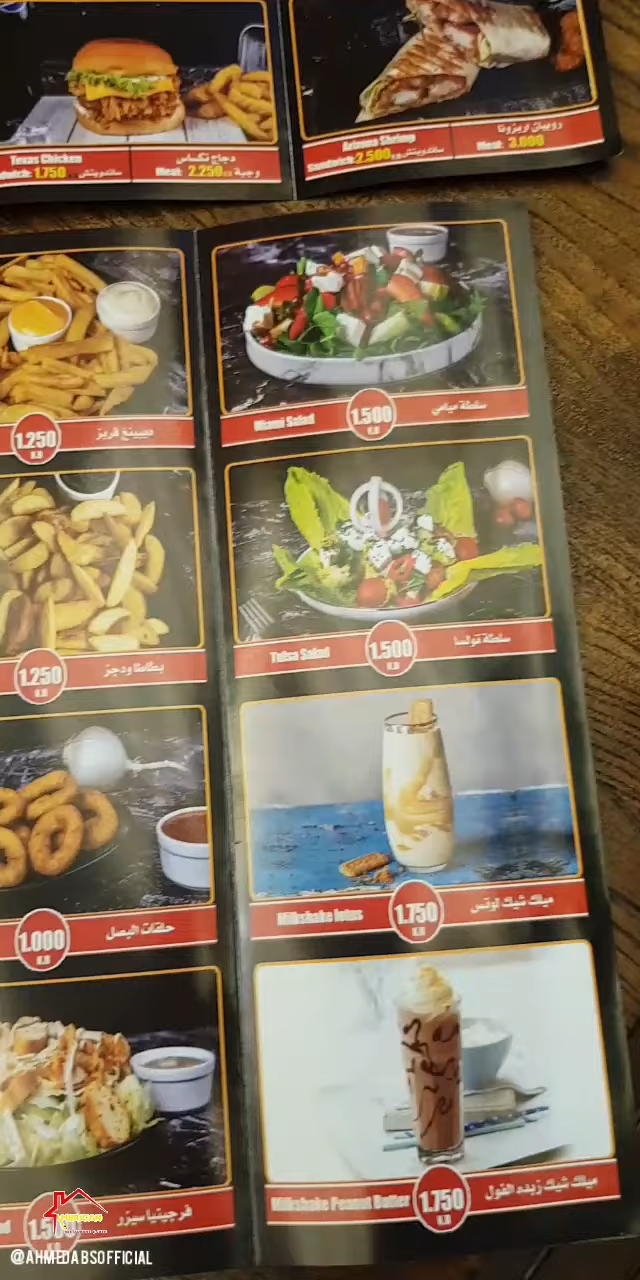 Texas Chicken
دجاج تكساس
1.750 ساندويتش
Meal: 2.250 K.D وجبة
Arizona Shrimp
روبيان اريزونا
Sandwich: 2.500 K.D ساندويتش
Meal: 3.000
1.250 K.D ديبينغ فريز
Miami Salad 1.500 K.D سلطة ميامي
1.250 K.D بطاطا ودجز
Tulsa Salad 1.500 K.D سلطة تولسا
1.000 K.D حلقات البصل
Milkshake lotus 1.750 K.D ميلك شيك لوتس
فرجينيا سيزر
Milkshake Peanut Butter 1.750 K.D ميلك شيك زبده الفول
@AHMEDABSOFFICIAL